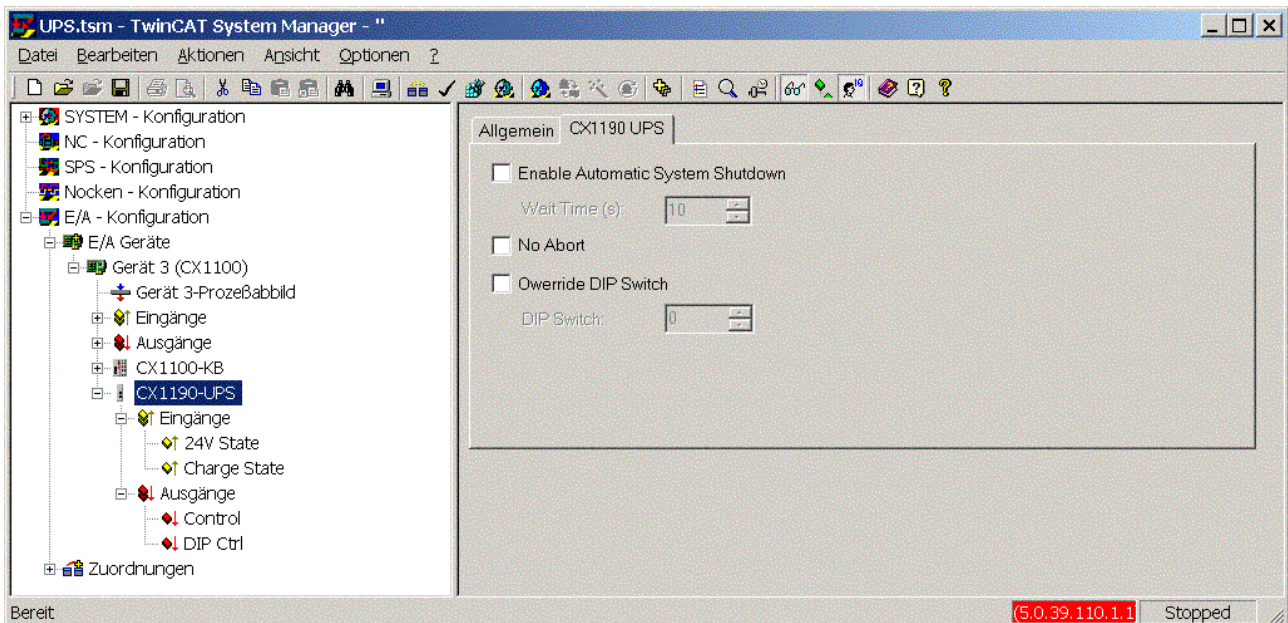 UPS.tsm - TwinCAT System Manager - ''
Datei Bearbeiten Aktionen Ansicht Optionen ?
SYSTEM - Konfiguration
NC - Konfiguration
SPS - Konfiguration
Nocken - Konfiguration
E/A - Konfiguration
E/A Geräte
Gerät 3 (CX1100)
Gerät 3-Prozeßabbild
Eingänge
Ausgänge
CX1100-KB
CX1190-UPS
Eingänge
24V State
Charge State
Ausgänge
Control
DIP Ctrl
Zuordnungen
Allgemein CX1190 UPS
Enable Automatic System Shutdown
Wait Time (s): 10
No Abort
Owerride DIP Switch
DIP Switch: 0
Bereit (5.0.39.110.1.1 Stopped